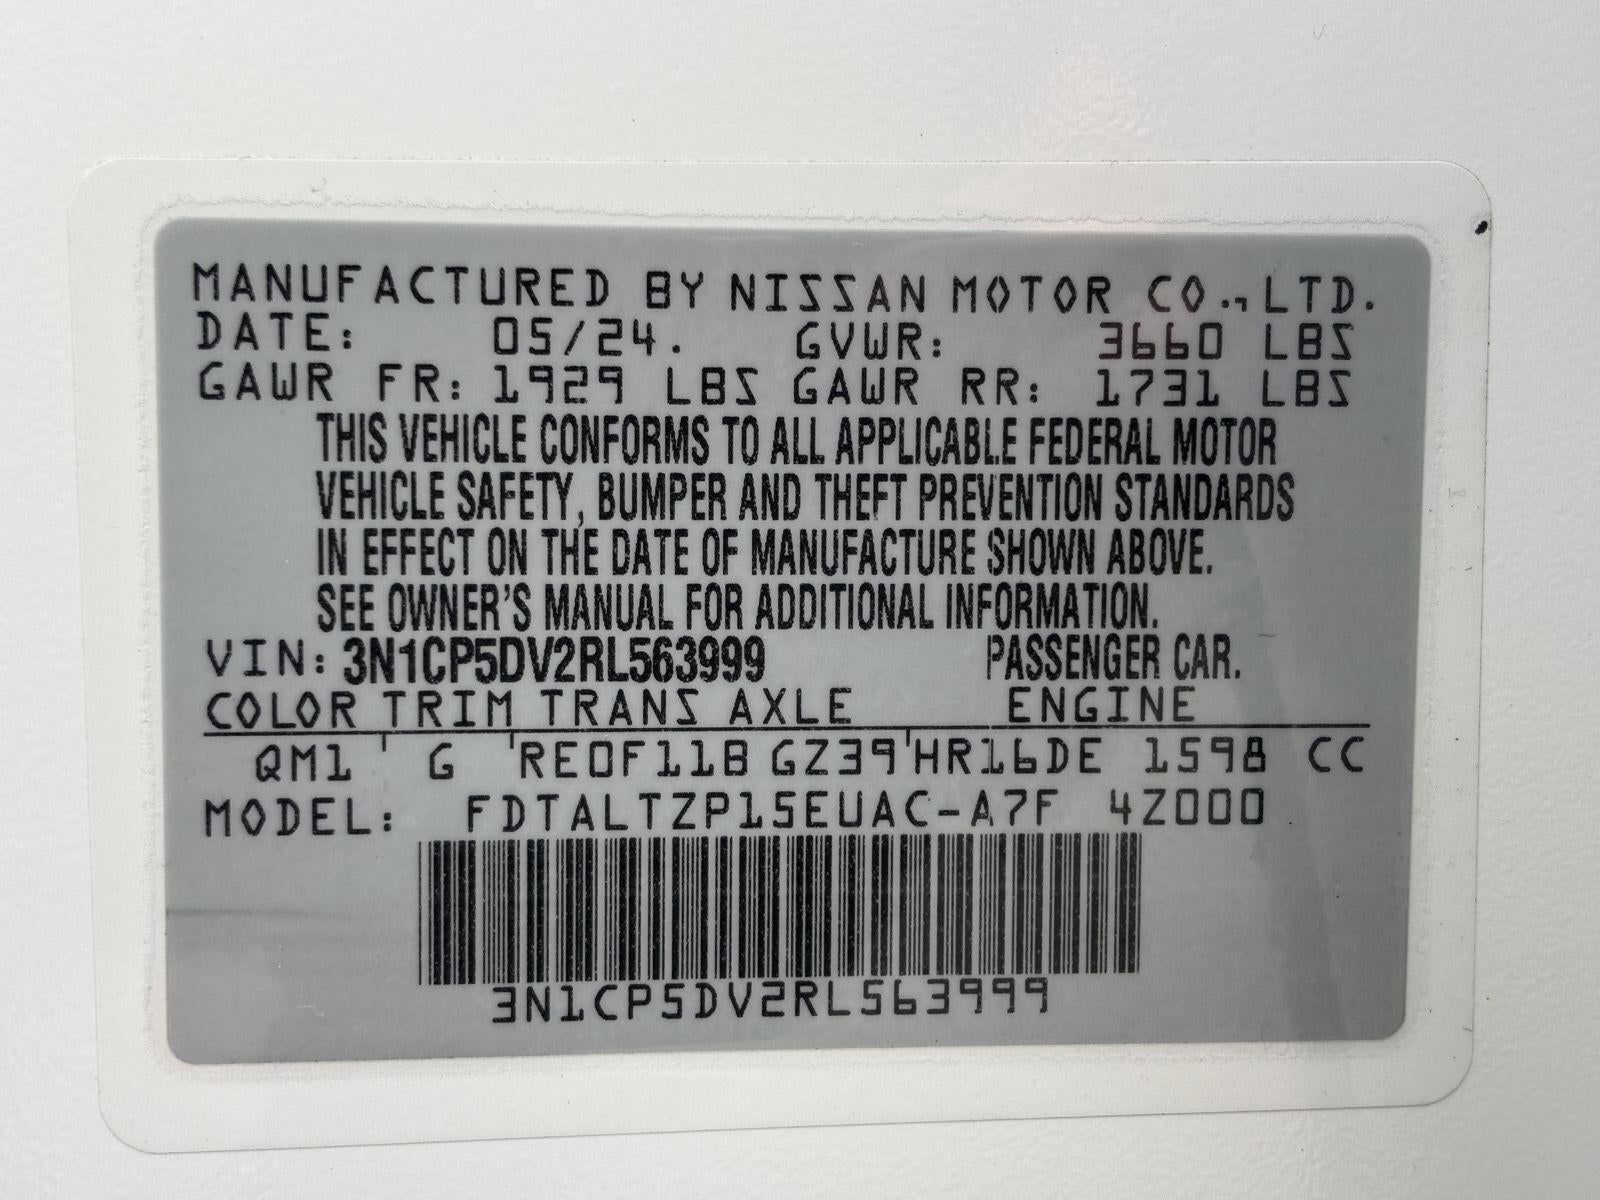 MANUFACTURED BY NISSAN MOTOR CO., LTD.
DATE: 05/24. GVWR: 3660 LBS
GAWR FR: 1929 LBS GAWR RR: 1731 LBS
THIS VEHICLE CONFORMS TO ALL APPLICABLE FEDERAL MOTOR
VEHICLE SAFETY, BUMPER AND THEFT PREVENTION STANDARDS
IN EFFECT ON THE DATE OF MANUFACTURE SHOWN ABOVE.
SEE OWNER'S MANUAL FOR ADDITIONAL INFORMATION.
VIN: 3N1CP5DV2RL563999 PASSENGER CAR.
COLOR TRIM TRANS AXLE ENGINE
QM1 G RE0F11B GZ39 HR16DE 1598 CC
MODEL: FDTALTZP15EUAC-A7F 4Z000
3N1CP5DV2RL563999